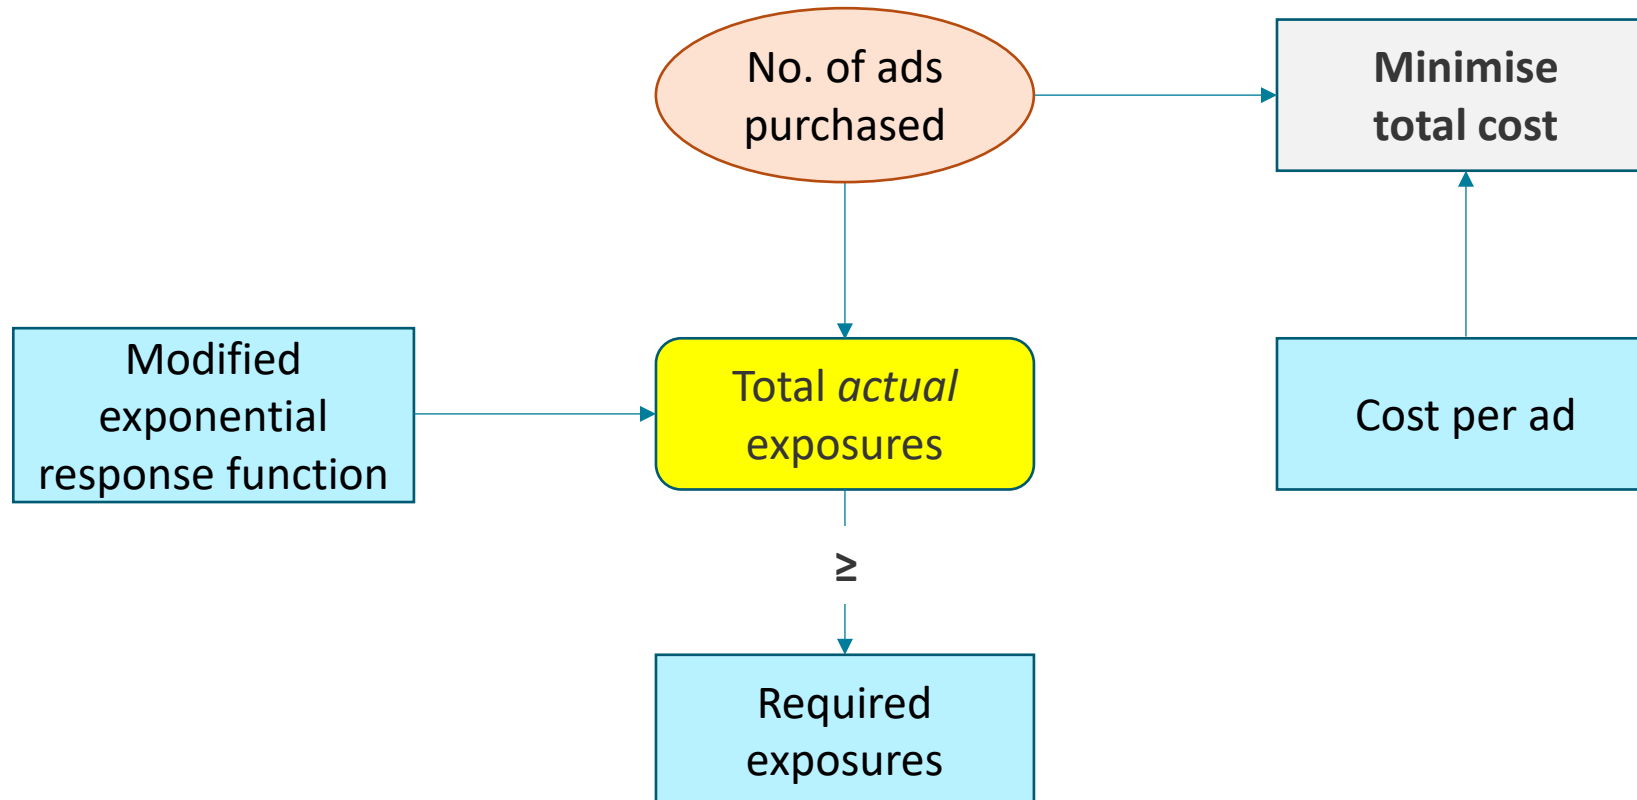 No. of ads
purchased
Minimise
total cost
Modified
exponential
response function
Total actual
exposures
Cost per ad
≥
Required
exposures